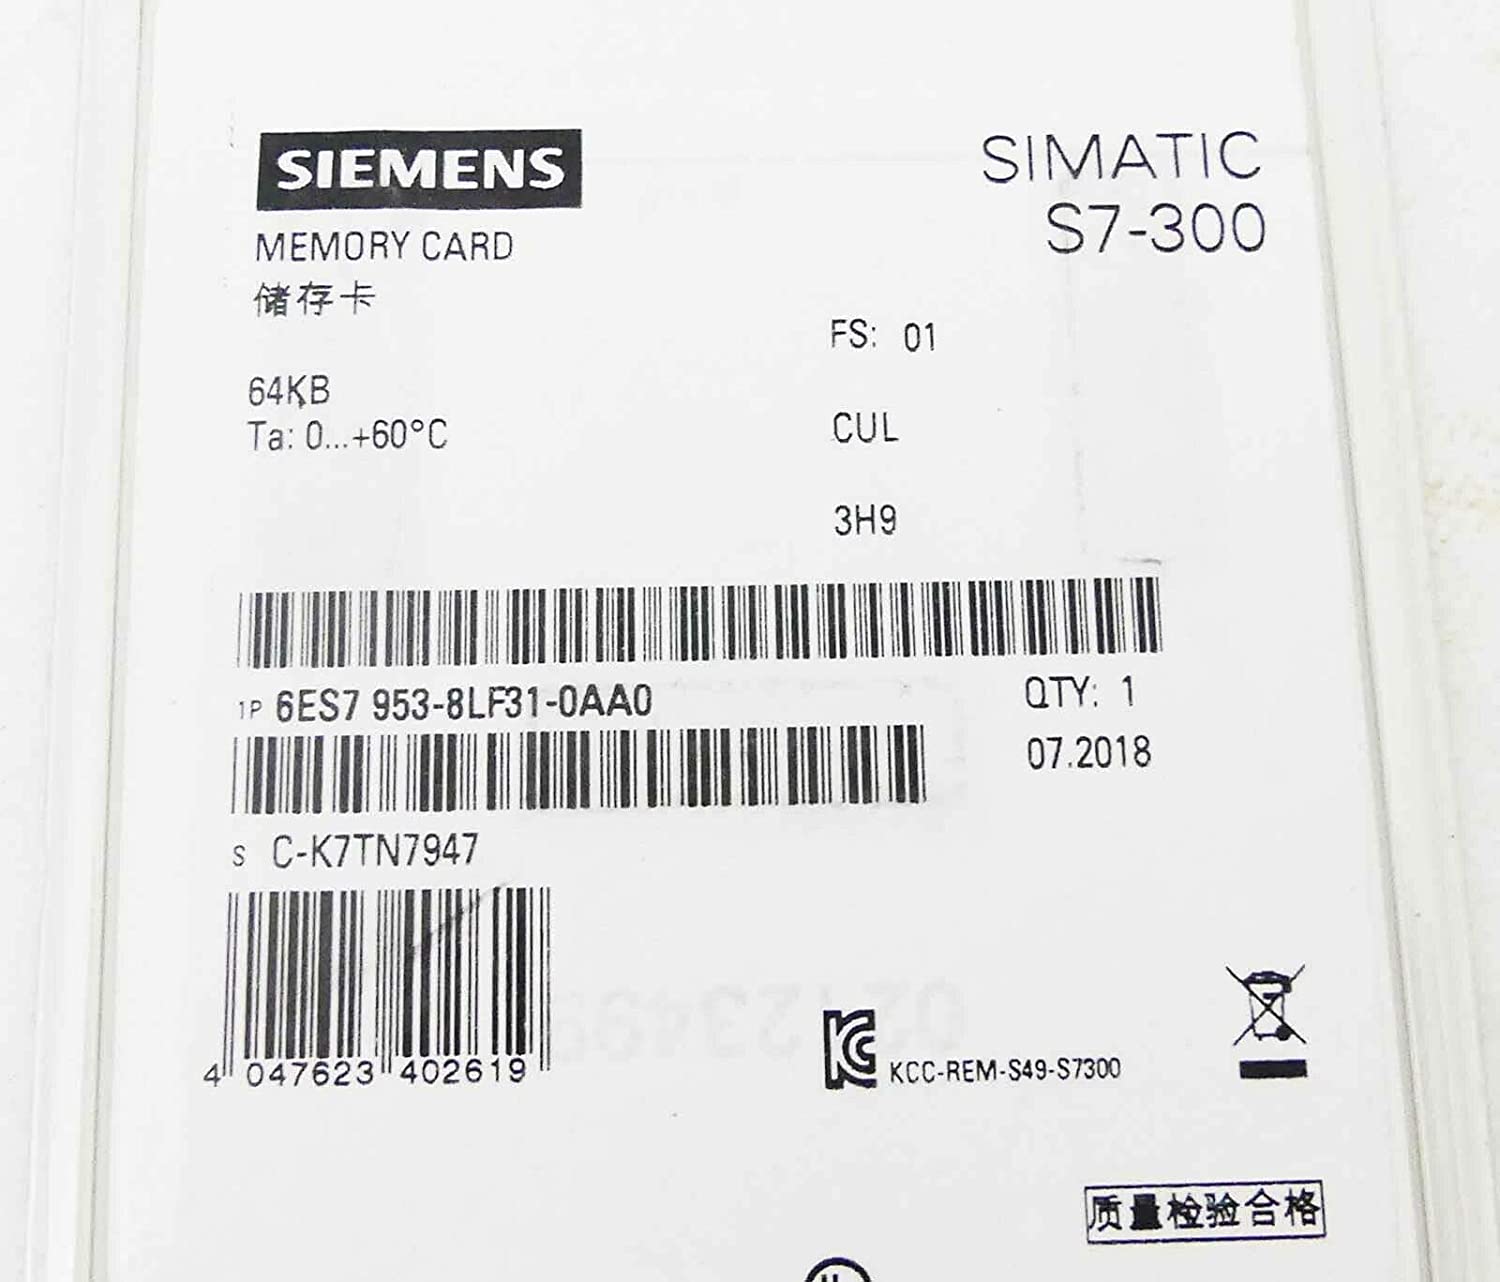 SIEMENS
SIMATIC
S7-300
MEMORY CARD
储存卡
FS: 01
64KB
Ta: 0...+60°C
CUL
3H9
1P 6ES7 953-8LF31-0AA0
QTY: 1
07.2018
S C-K7TN7947
4 047623 402619
KCC-REM-S49-S7300
质量检验合格